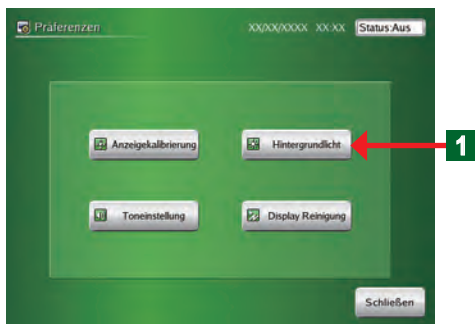 Präferenzen
XX/XX/XXXX XX:XX
Status:Aus
Anzeigekalibrierung
Hintergrundlicht
1
Toneinstellung
Display Reinigung
Schließen